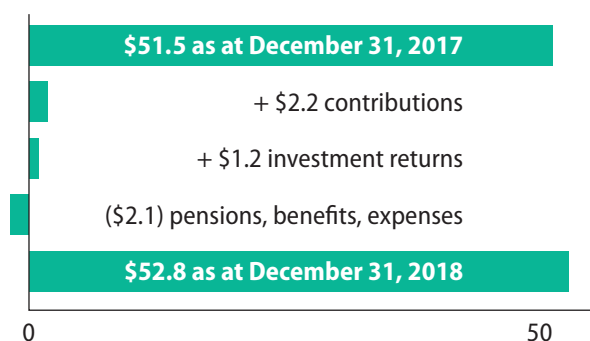 $51.5 as at December 31, 2017
+ $2.2 contributions
+ $1.2 investment returns
($2.1) pensions, benefits, expenses
$52.8 as at December 31, 2018
0 50